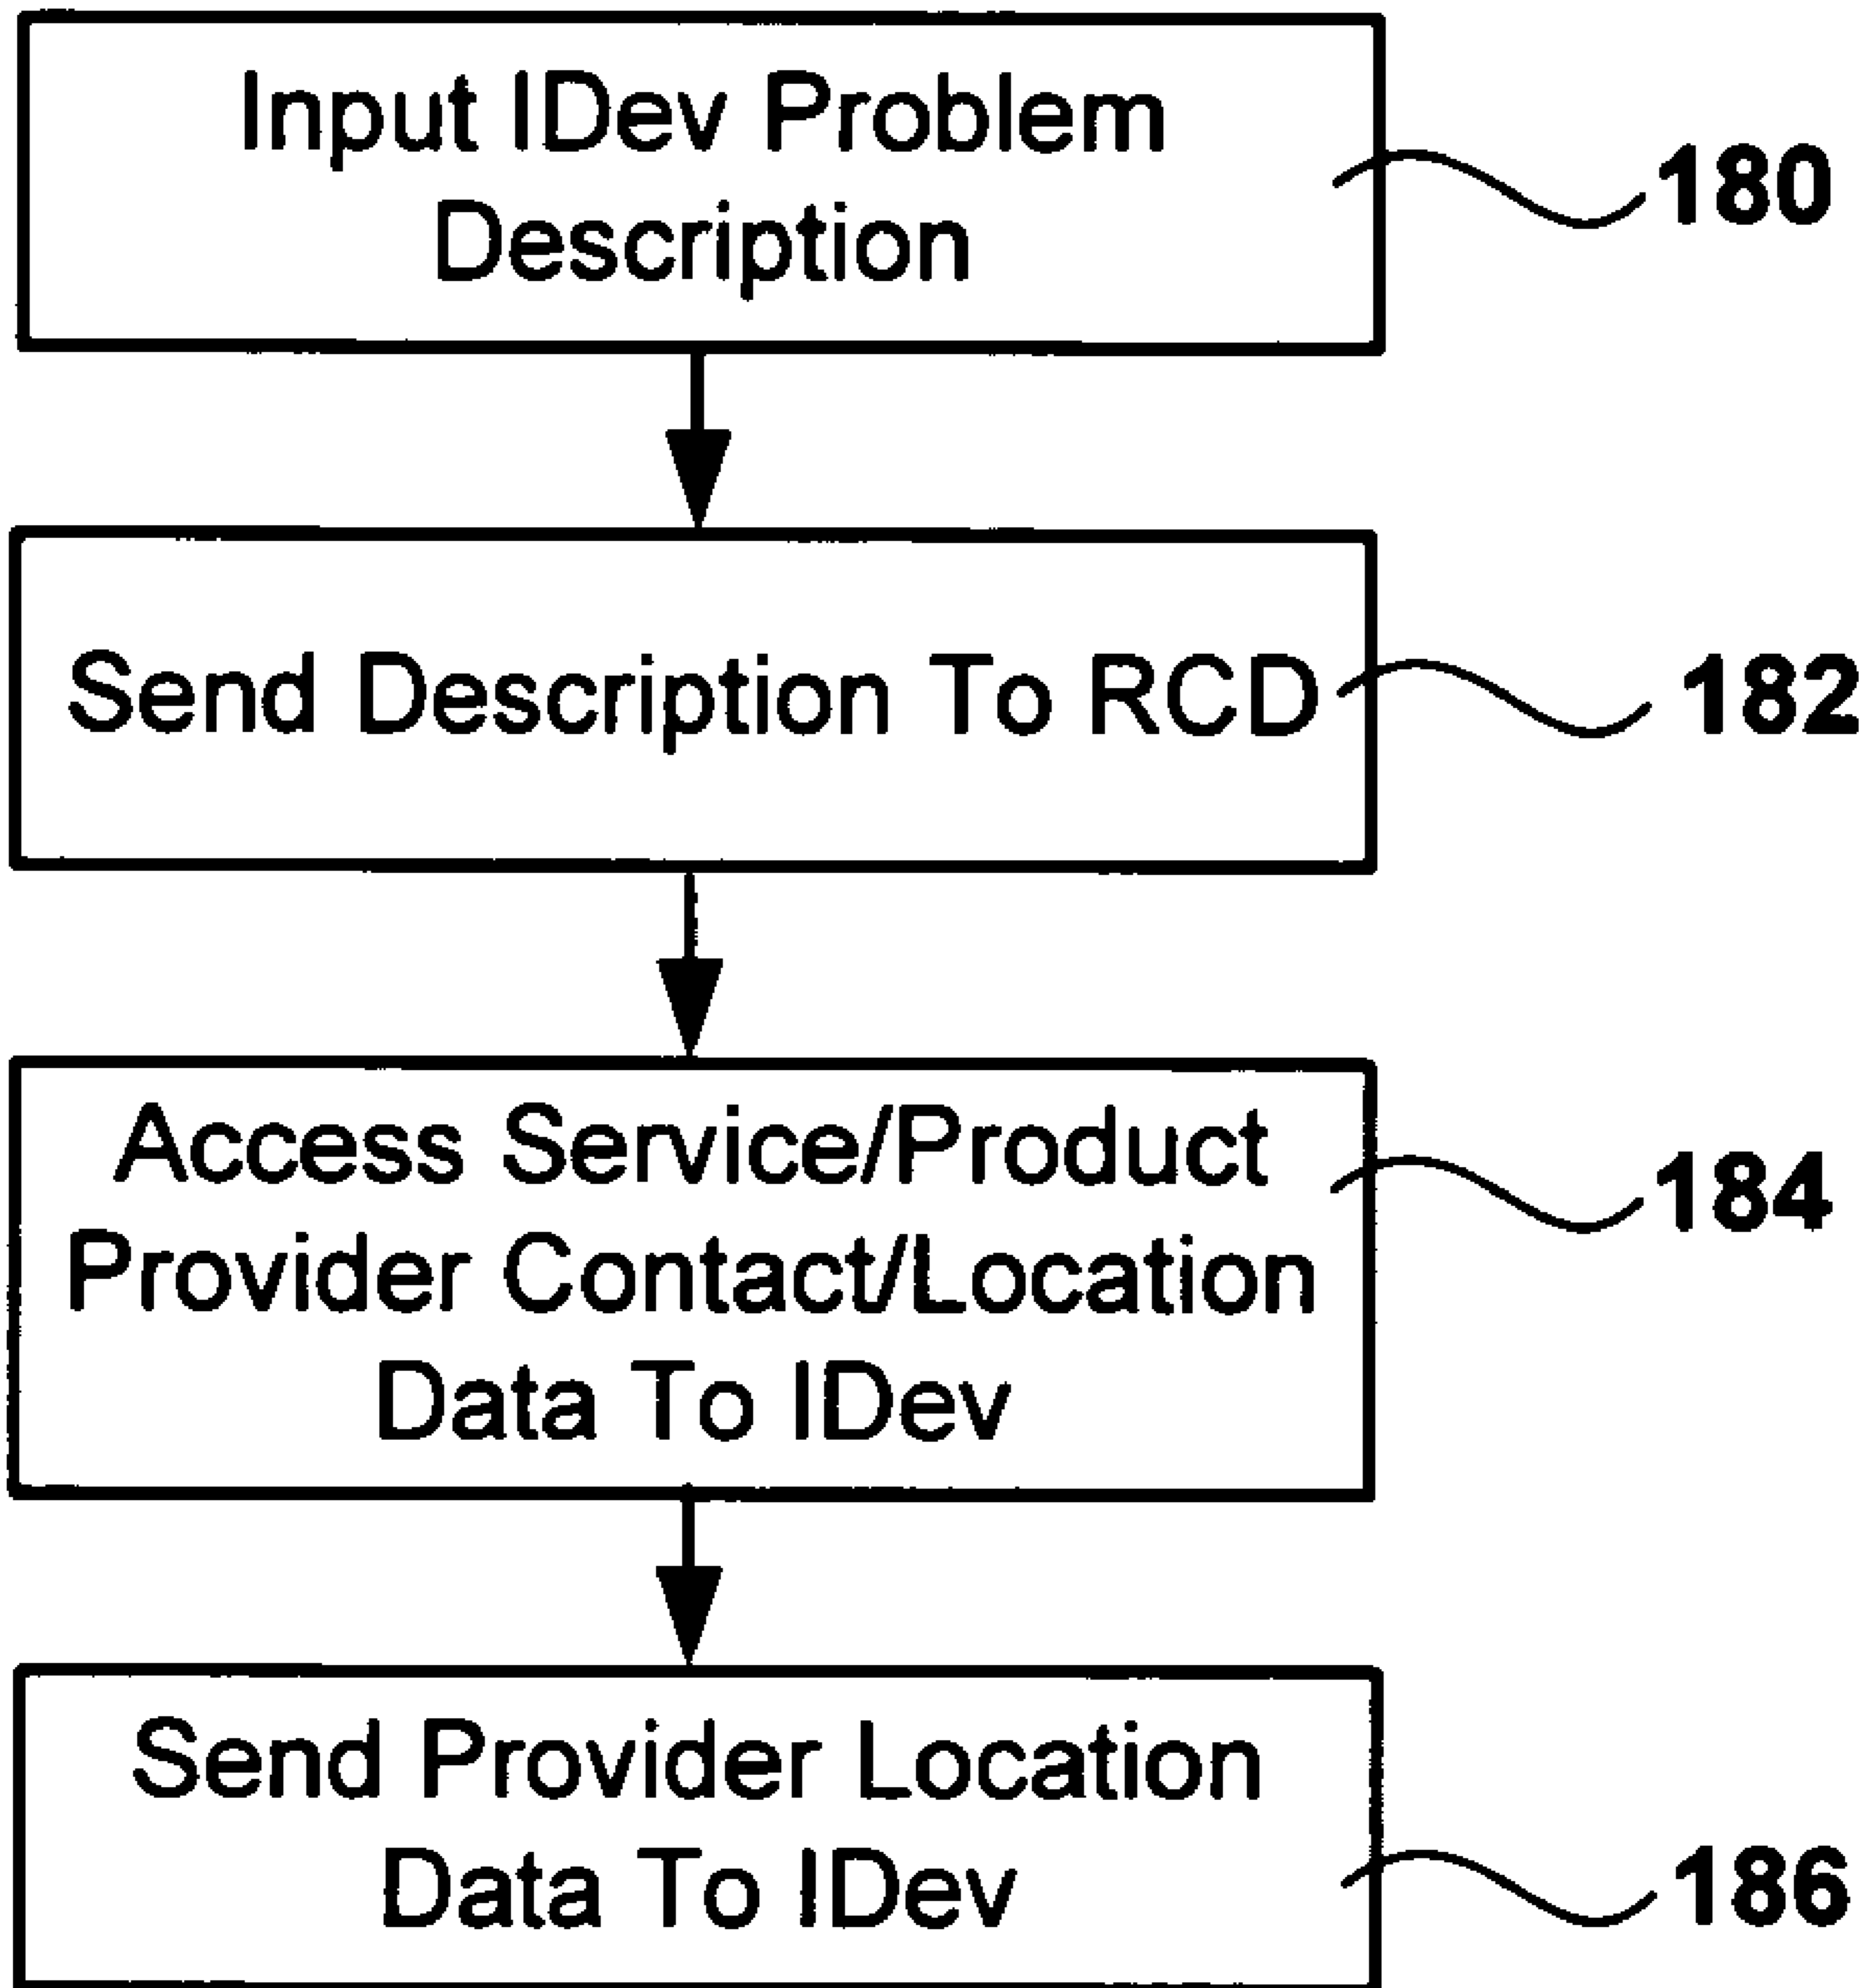 Input IDev Problem
Description
180
Send Description To RCD
182
Access Service/Product
Provider Contact/Location
Data To IDev
184
Send Provider Location
Data To IDev
186